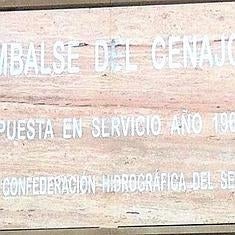 MBALSE DEL CENAJO
PUESTA EN SERVICIO AÑO 196
CONFEDERACIÓN HIDROGRÁFICA DEL SE